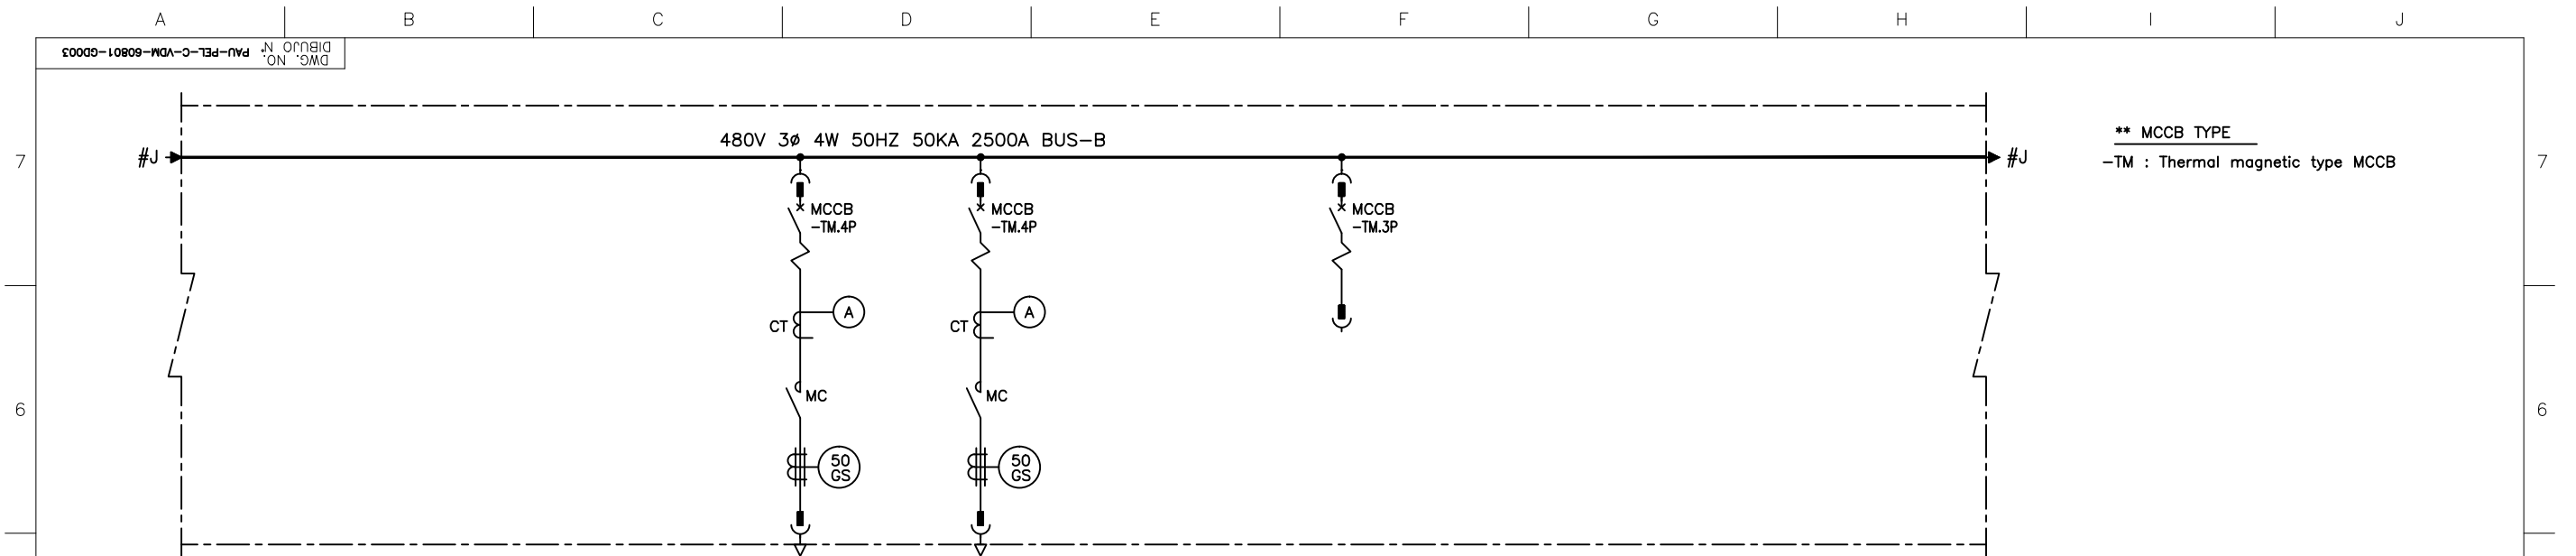 A B C D E F G H I J
DWG. NO.
DIBUJO N° PAU-PEL-C-VDM-60801-GD003
480V 3ø 4W 50HZ 50KA 2500A BUS-B
** MCCB TYPE
7 #J #J -TM : Thermal magnetic type MCCB 7
MCCB MCCB MCCB
-TM.4P -TM.4P -TM.3P
A A
CT CT
MC MC
6 6
50 50
GS GS